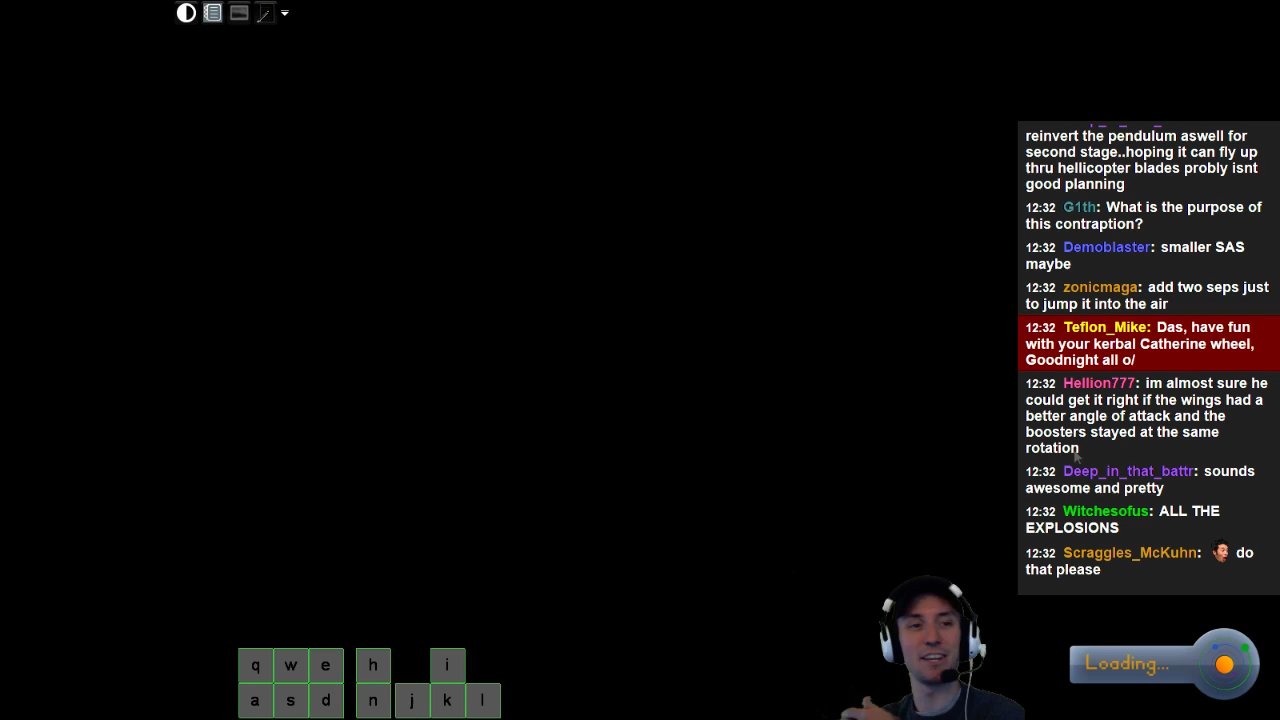 reinvert the pendulum aswell for
second stage..hoping it can fly up
thru hellicopter blades probly isnt
good planning
12:32 G1th: What is the purpose of
this contraption?
12:32 Demoblaster: smaller SAS
maybe
12:32 zonicmaga: add two seps just
to jump it into the air
12:32 Teflon_Mike: Das, have fun
with your kerbal Catherine wheel,
Goodnight all o/
12:32 Hellion777: im almost sure he
could get it right if the wings had a
better angle of attack and the
boosters stayed at the same
rotation
12:32 Deep_in_that_battr: sounds
awesome and pretty
12:32 Witchesofus: ALL THE
EXPLOSIONS
12:32 Scraggles_McKuhn: do
that please
q w e h i
a s d n j k l
Loading...